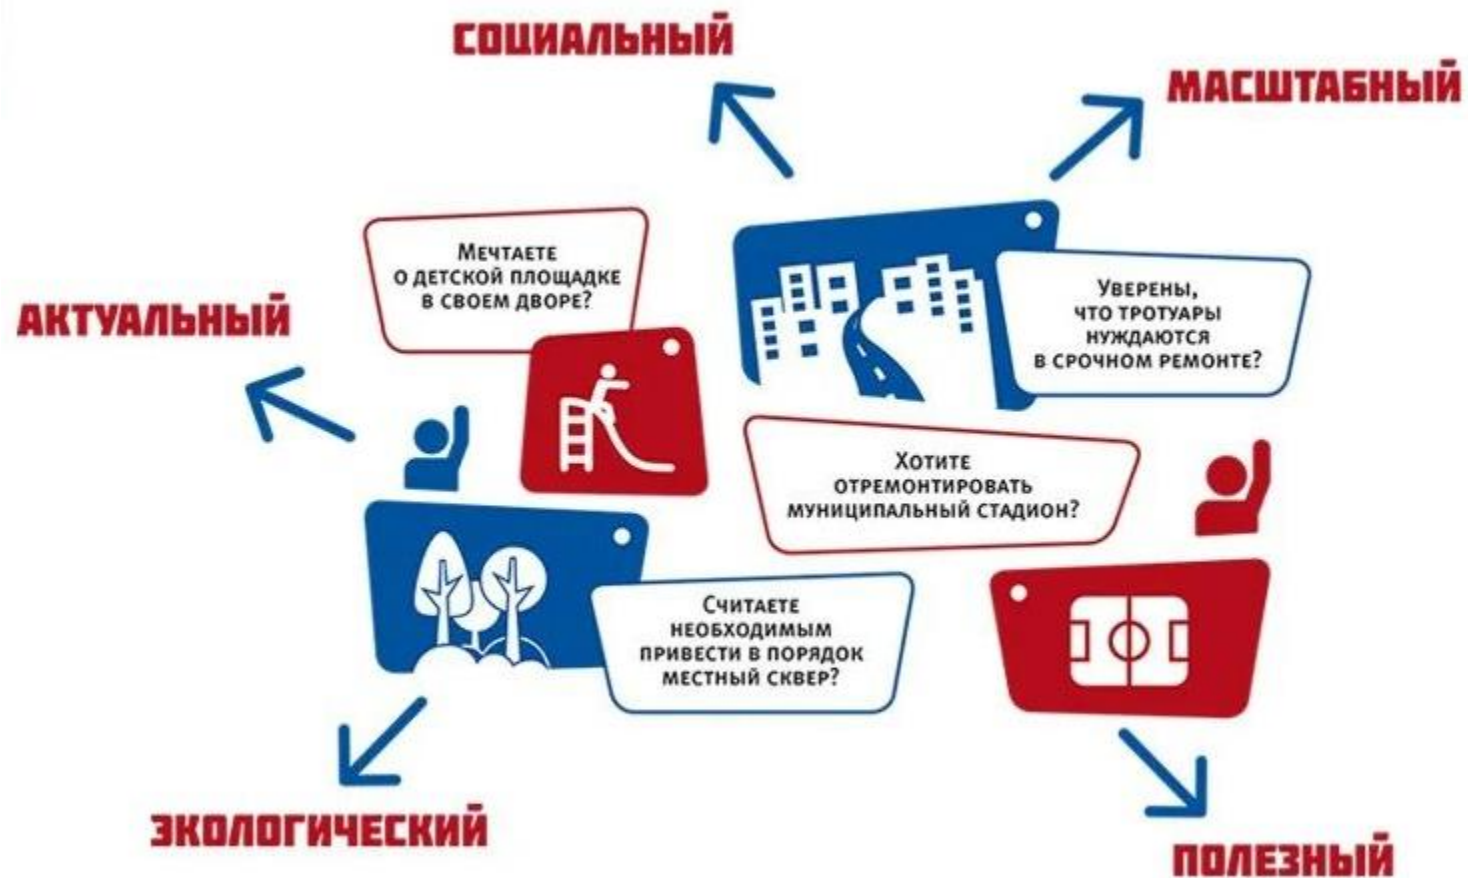 СОЦИАЛЬНЫЙ
МАСШТАБНЫЙ
АКТУАЛЬНЫЙ
МЕЧТАЕТЕ
О ДЕТСКОЙ ПЛОЩАДКЕ
В СВОЕМ ДВОРЕ?
УВЕРЕНЫ,
ЧТО ТРОТУАРЫ
НУЖДАЮТСЯ
В СРОЧНОМ РЕМОНТЕ?
ХОТИТЕ
ОТРЕМОНТИРОВАТЬ
МУНИЦИПАЛЬНЫЙ СТАДИОН?
СЧИТАЕТЕ
НЕОБХОДИМЫМ
ПРИВЕСТИ В ПОРЯДОК
МЕСТНЫЙ СКВЕР?
ЭКОЛОГИЧЕСКИЙ
ПОЛЕЗНЫЙ